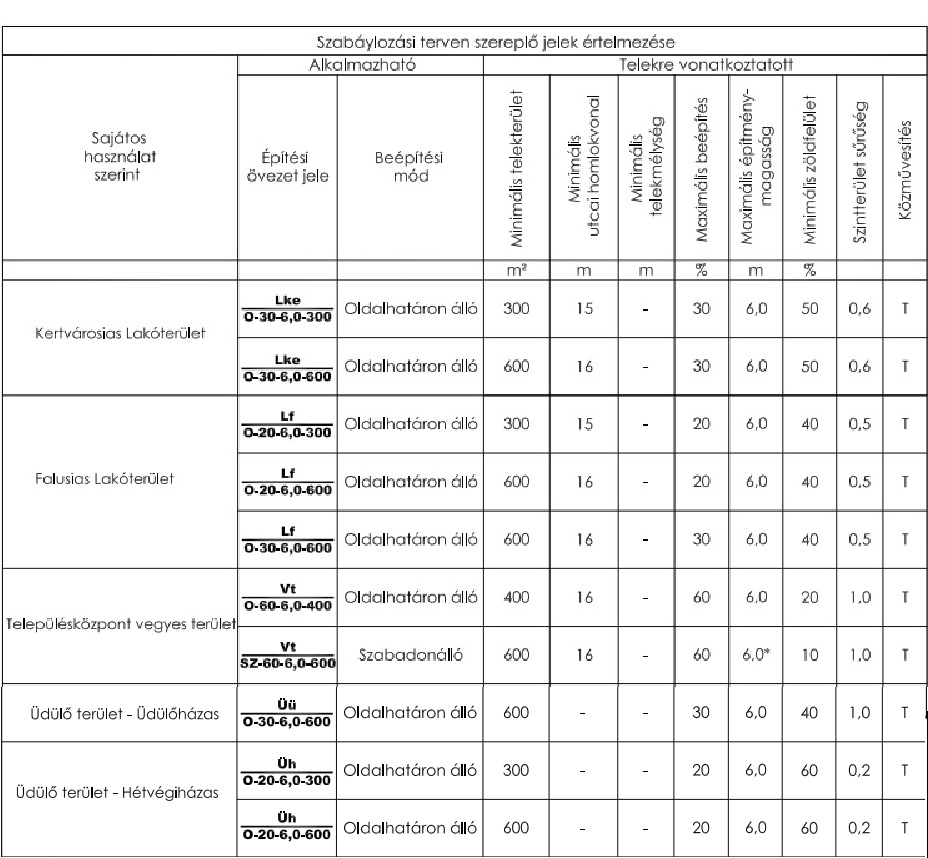 Szabáylozási terven szereplő jelek értelmezése
Alkalmazható Telekre vonatkoztatott
Sajátos
használat
szerint
Építési
övezet jele
Beépítési
mód
Minimális telekterület
Minimális
utcai homlokvonal
Minimális
telekmélység
Maximális beépítés
Maximális építmény-
magasság
Minimális zöldfelület
Szintterület sűrűség
Közművesítés
m² m m % m %
Kertvárosias Lakóterület
Lke
O-30-6,0-300 Oldalhatáron álló 300 15 - 30 6,0 50 0,6 T
Lke
O-30-6,0-600 Oldalhatáron álló 600 16 - 30 6,0 50 0,6 T
Falusias Lakóterület
Lf
O-20-6,0-300 Oldalhatáron álló 300 15 - 20 6,0 40 0,5 T
Lf
O-20-6,0-600 Oldalhatáron álló 600 16 - 20 6,0 40 0,5 T
Lf
O-30-6,0-600 Oldalhatáron álló 600 16 - 30 6,0 40 0,5 T
Településközpont vegyes terület
Vt
O-60-6,0-400 Oldalhatáron álló 400 16 - 60 6,0 20 1,0 T
Vt
SZ-60-6,0-600 Szabadonálló 600 16 - 60 6,0* 10 1,0 T
Üdülő terület - Üdülőházas
Üü
O-30-6,0-600 Oldalhatáron álló 600 - - 30 6,0 40 1,0 T
Üdülő terület - Hétvégiházas
Üh
O-20-6,0-300 Oldalhatáron álló 300 - - 20 6,0 60 0,2 T
Üh
O-20-6,0-600 Oldalhatáron álló 600 - - 20 6,0 60 0,2 T